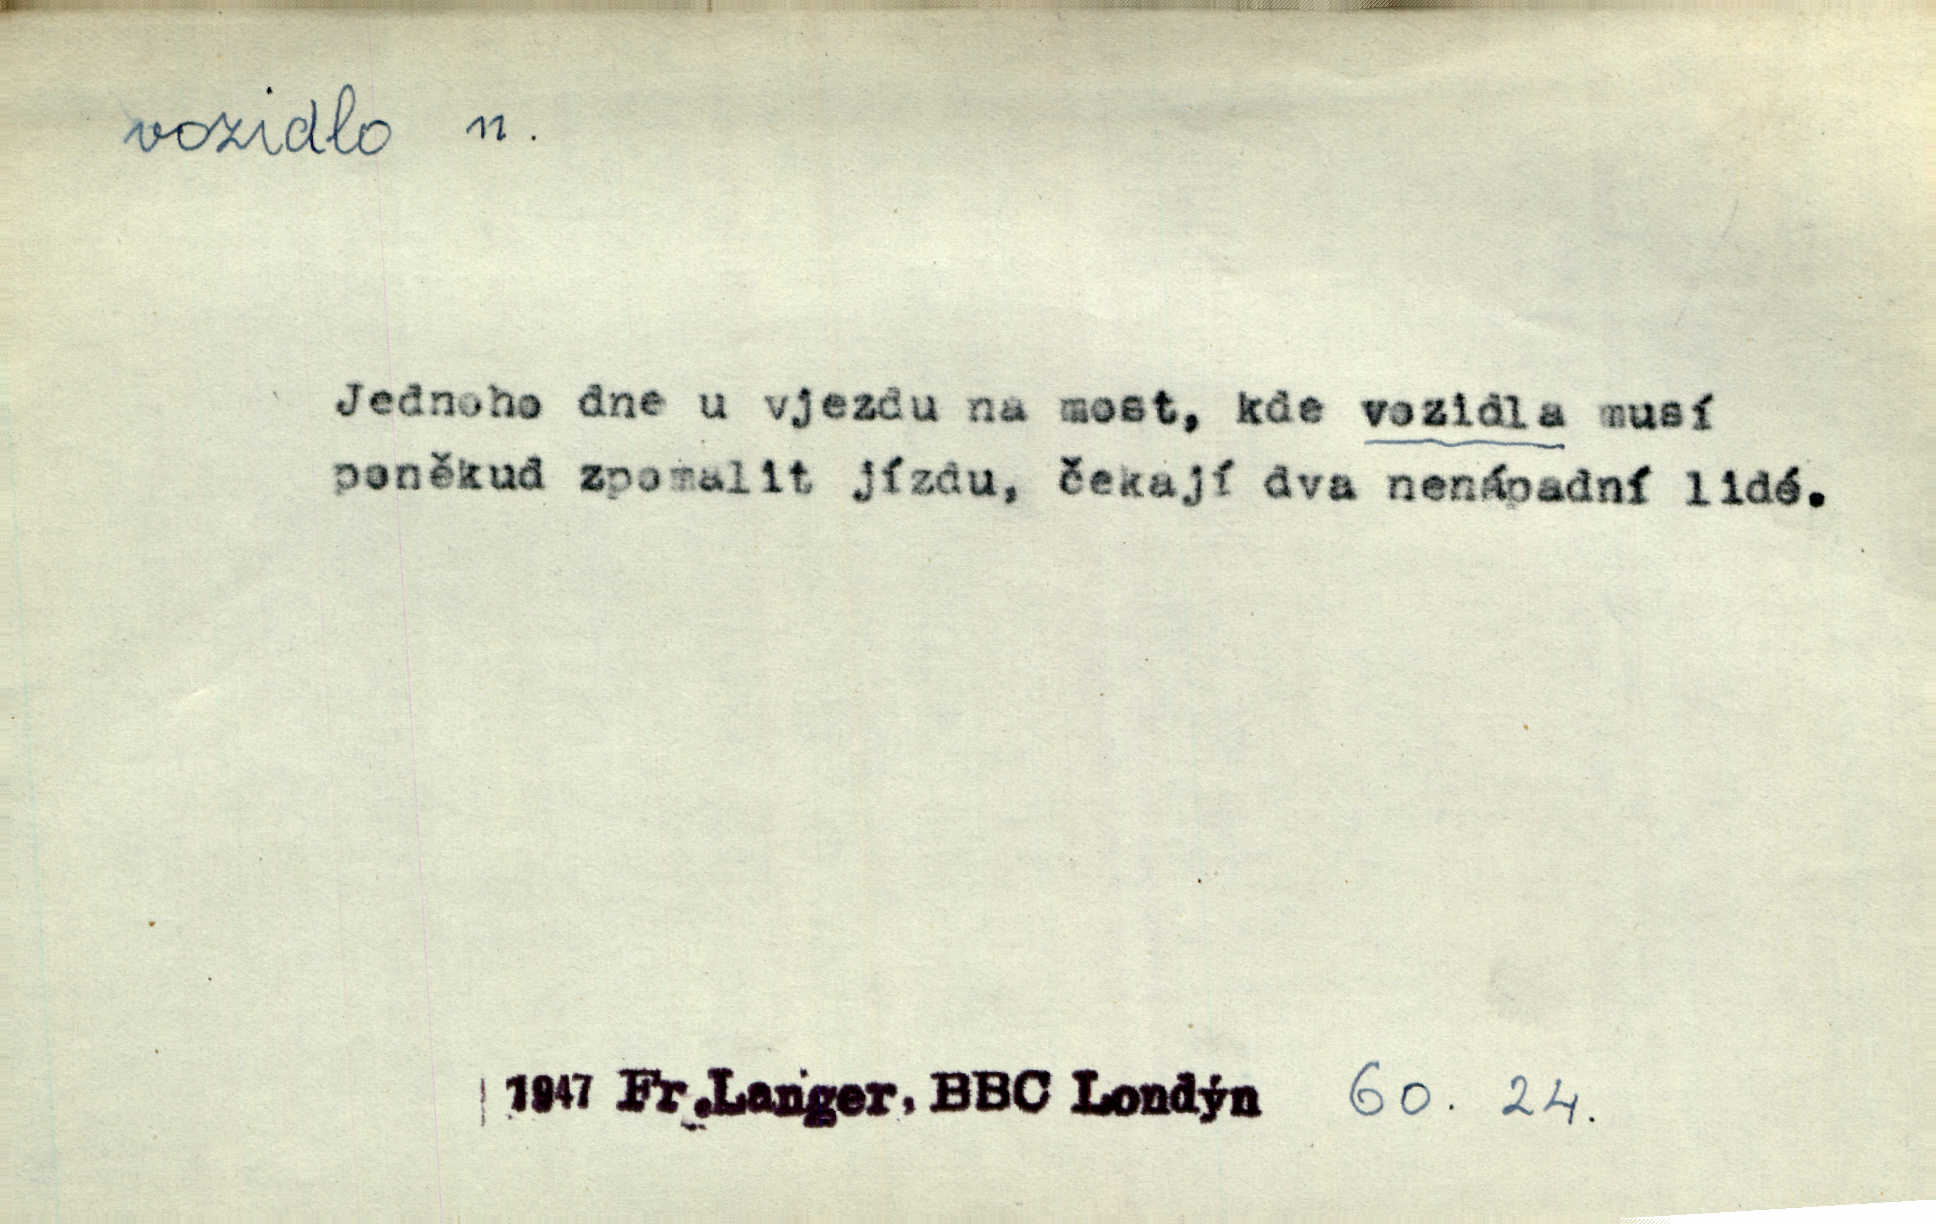 vozidlo n.
Jednoho dne u vjezdu na most, kde vozidla musí
poněkud zpomalit jízdu, čekají dva nenápadní lidé.
1947 Fr. Langer, BBC Londýn 60. 24.